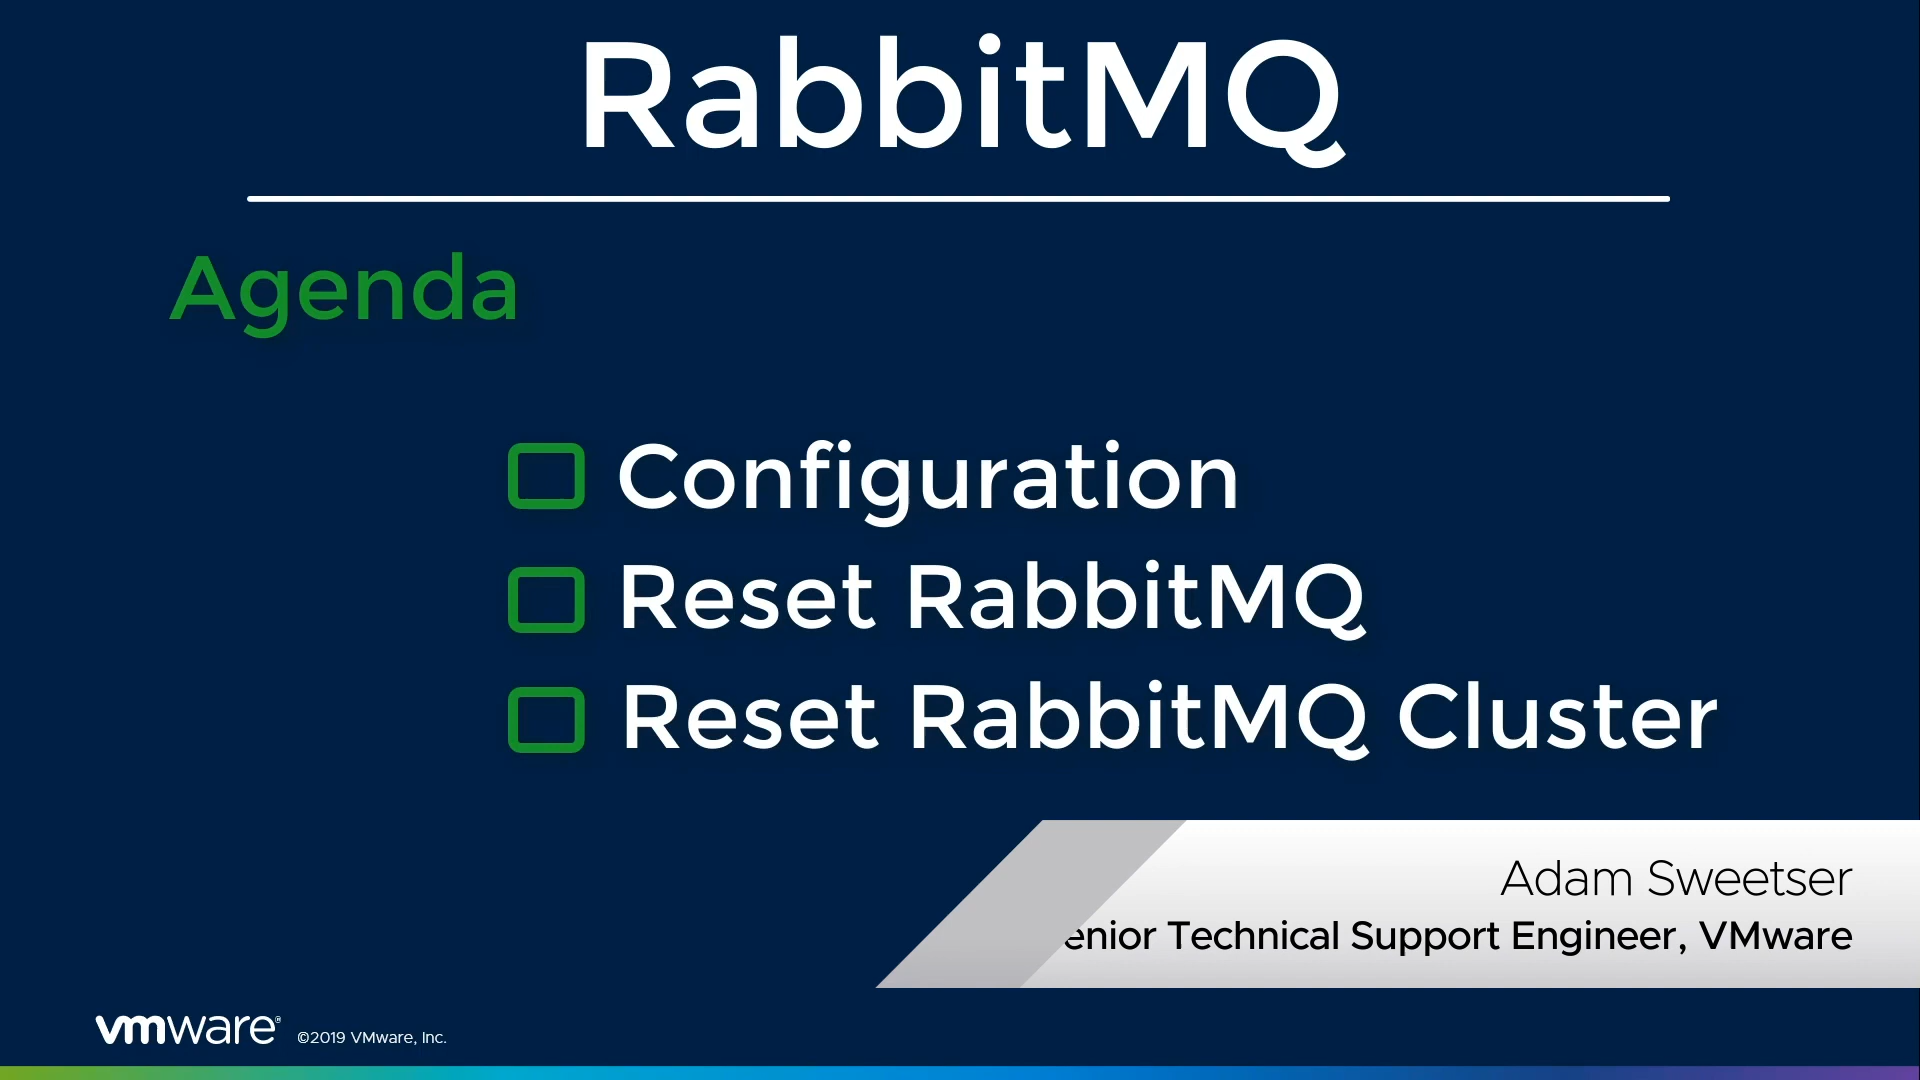 RabbitMQ
Agenda
Configuration
Reset RabbitMQ
Reset RabbitMQ Cluster
Adam Sweetser
enior Technical Support Engineer, VMware
vmware® ©2019 VMware, Inc.